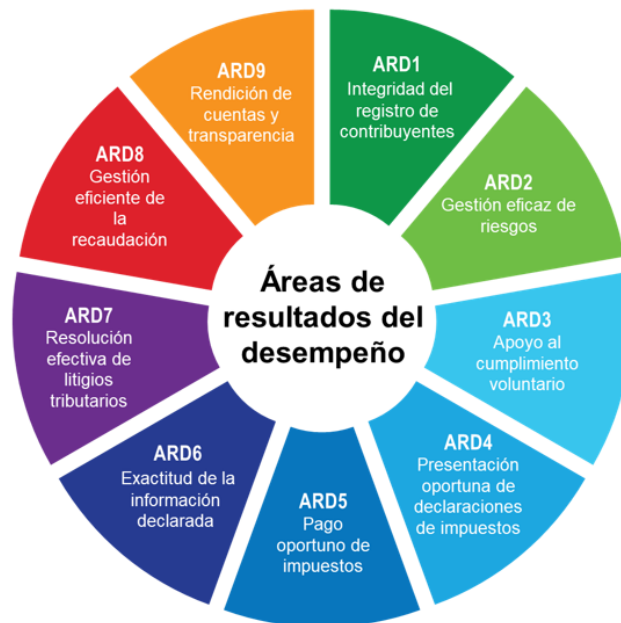 Áreas de
resultados del
desempeño
ARD1
Integridad del
registro de
contribuyentes
ARD2
Gestión eficaz de
riesgos
ARD3
Apoyo al
cumplimiento
voluntario
ARD4
Presentación
oportuna de
declaraciones
de impuestos
ARD5
Pago
oportuno de
impuestos
ARD6
Exactitud de la
información
declarada
ARD7
Resolución
efectiva de
litigios
tributarios
ARD8
Gestión
eficiente de
la
recaudación
ARD9
Rendición de
cuentas y
transparencia